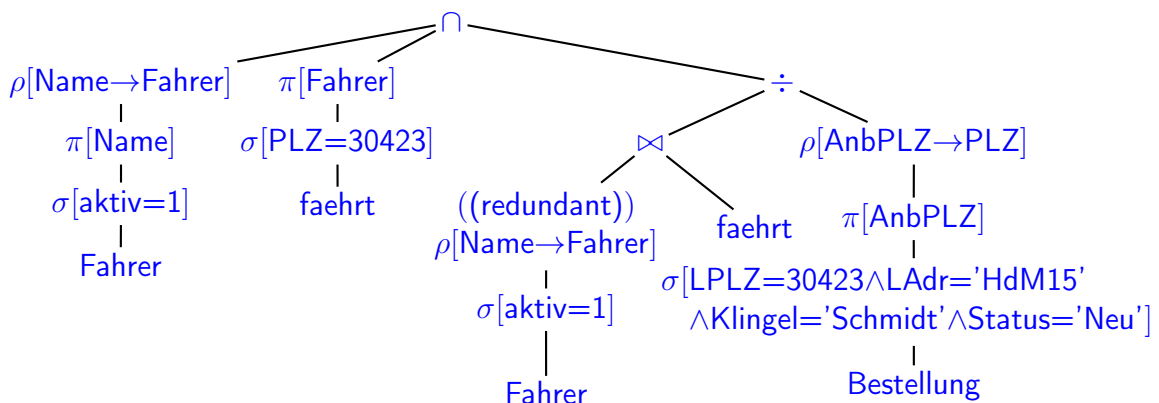 ∩
ρ[Name→Fahrer] π[Fahrer] ÷
π[Name] σ[PLZ=30423] ⋈ ρ[AnbPLZ→PLZ]
σ[aktiv=1] faehrt ((redundant)) faehrt π[AnbPLZ]
ρ[Name→Fahrer]
Fahrer σ[LPLZ=30423∧LAdr='HdM15'
σ[aktiv=1] ∧Klingel='Schmidt'∧Status='Neu']
Fahrer Bestellung